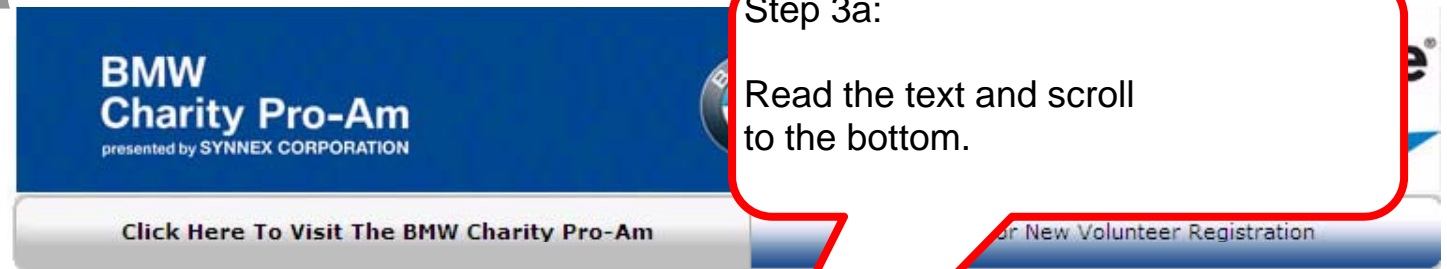 Step 3a:
BMW
Charity Pro-Am
presented by SYNNEX CORPORATION
Read the text and scroll
to the bottom.
Click Here To Visit The BMW Charity Pro-Am
New Volunteer Registration